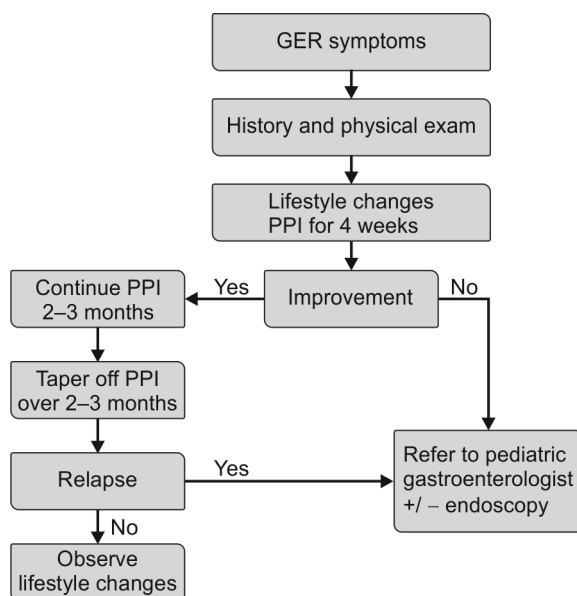 GER symptoms
History and physical exam
Lifestyle changes
PPI for 4 weeks
Improvement
Yes
No
Continue PPI
2–3 months
Taper off PPI
over 2–3 months
Relapse
Yes
No
Refer to pediatric
gastroenterologist
+/ – endoscopy
Observe
lifestyle changes